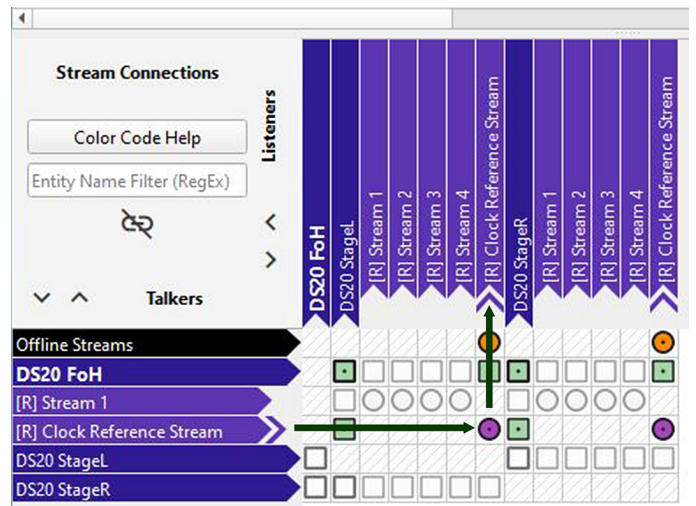 Stream Connections
Color Code Help
Entity Name Filter (RegEx)
Listeners
Talkers
DS20 FoH
DS20 StageL
[R] Stream 1
[R] Stream 2
[R] Stream 3
[R] Stream 4
[R] Clock Reference Stream
DS20 StageR
[R] Stream 1
[R] Stream 2
[R] Stream 3
[R] Stream 4
[R] Clock Reference Stream
Offline Streams
DS20 FoH
[R] Stream 1
[R] Clock Reference Stream
DS20 StageL
DS20 StageR